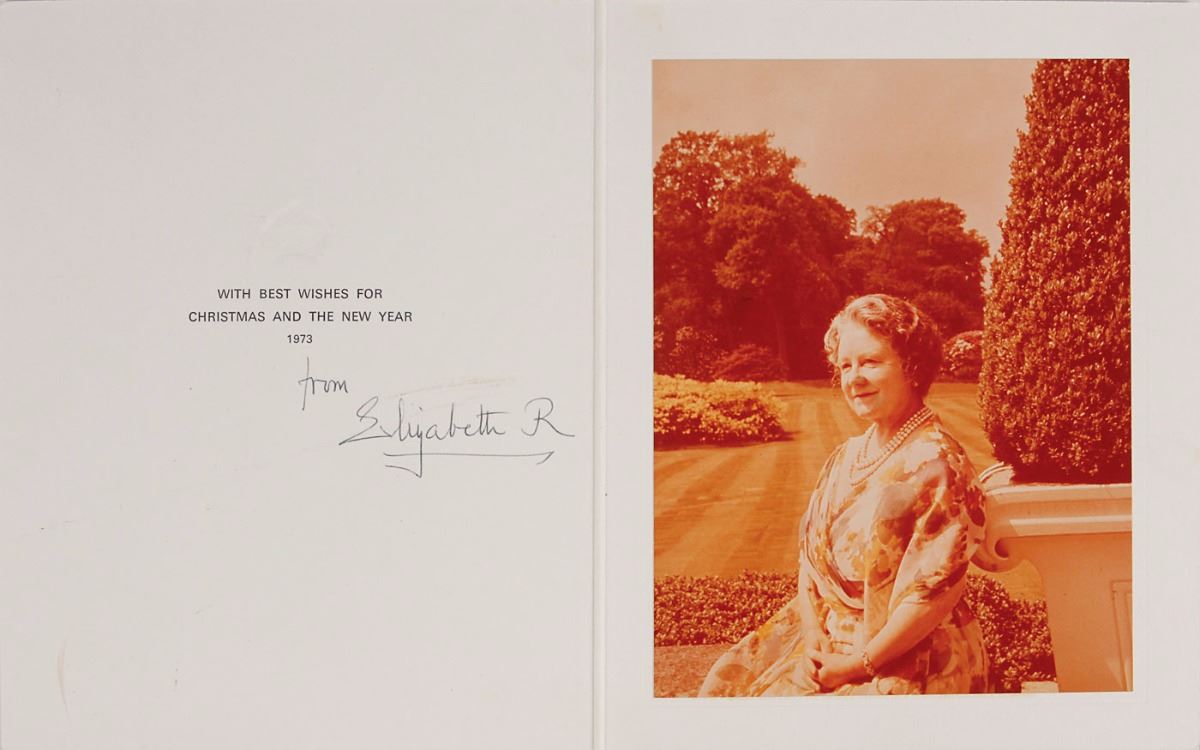 WITH BEST WISHES FOR
CHRISTMAS AND THE NEW YEAR
1973
from
Elizabeth R